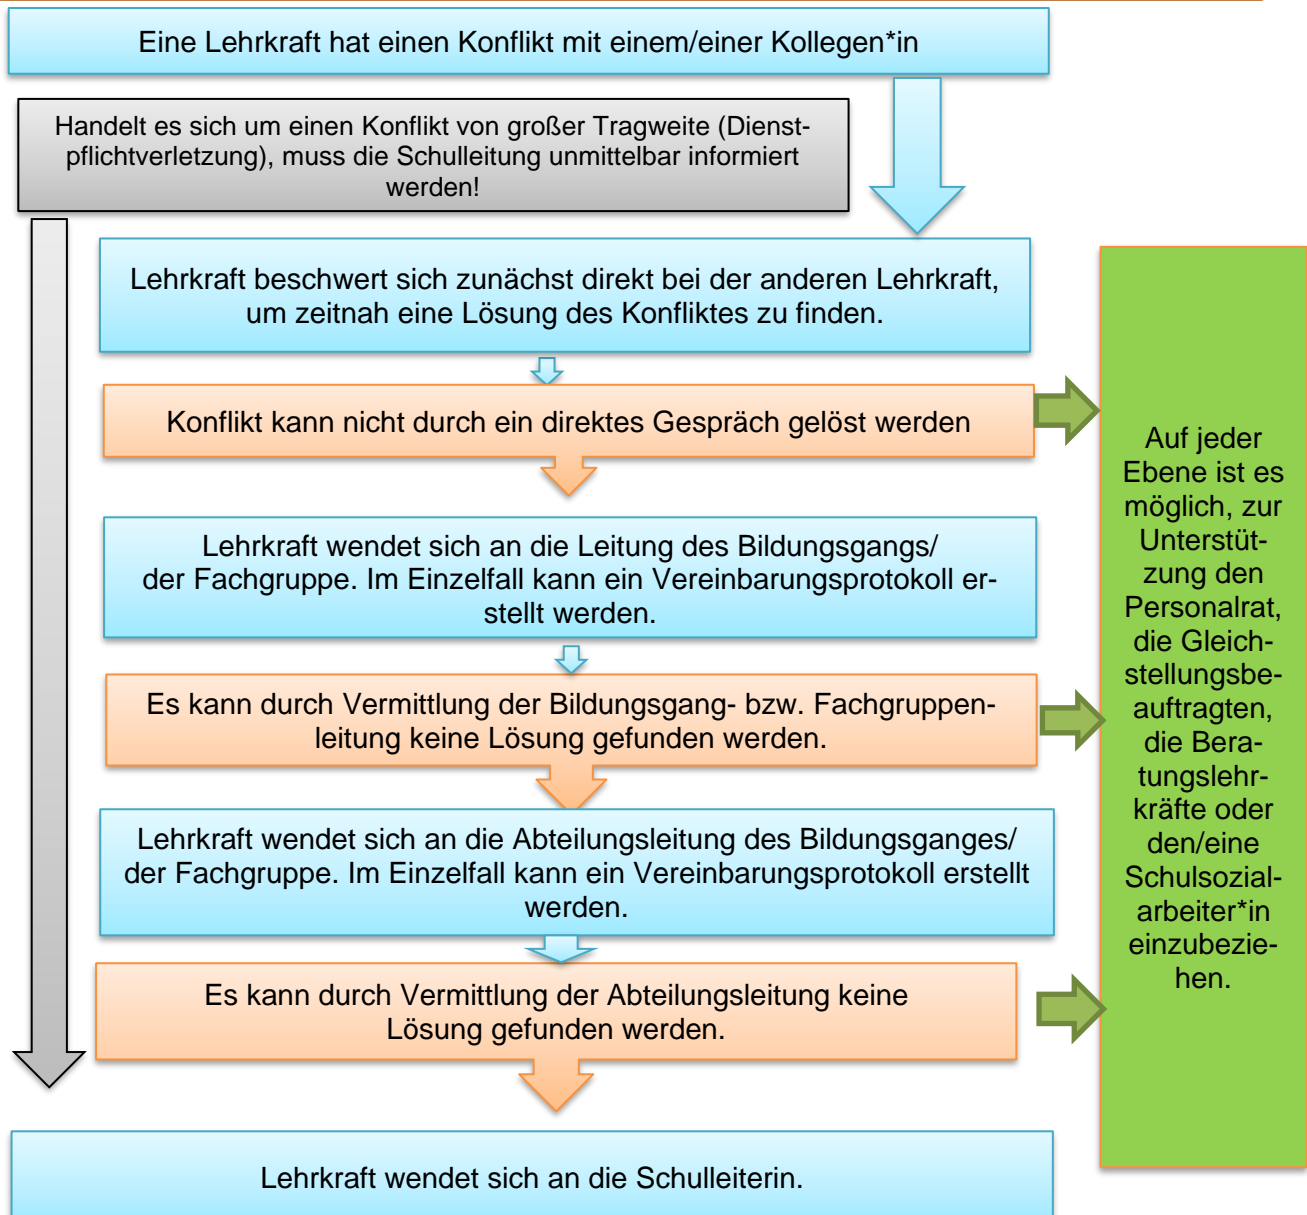 Eine Lehrkraft hat einen Konflikt mit einem/einer Kollegen*in
Handelt es sich um einen Konflikt von großer Tragweite (Dienst-
pflichtverletzung), muss die Schulleitung unmittelbar informiert
werden!
Lehrkraft beschwert sich zunächst direkt bei der anderen Lehrkraft,
um zeitnah eine Lösung des Konfliktes zu finden.
Konflikt kann nicht durch ein direktes Gespräch gelöst werden
Lehrkraft wendet sich an die Leitung des Bildungsgangs/
der Fachgruppe. Im Einzelfall kann ein Vereinbarungsprotokoll er-
stellt werden.
Es kann durch Vermittlung der Bildungsgang- bzw. Fachgruppen-
leitung keine Lösung gefunden werden.
Lehrkraft wendet sich an die Abteilungsleitung des Bildungsganges/
der Fachgruppe. Im Einzelfall kann ein Vereinbarungsprotokoll erstellt
werden.
Es kann durch Vermittlung der Abteilungsleitung keine
Lösung gefunden werden.
Lehrkraft wendet sich an die Schulleiterin.
Auf jeder
Ebene ist es
möglich, zur
Unterstüt-
zung den
Personalrat,
die Gleich-
stellungsbe-
auftragten,
die Bera-
tungslehr-
kräfte oder
den/eine
Schulsozial-
arbeiter*in
einzubezie-
hen.